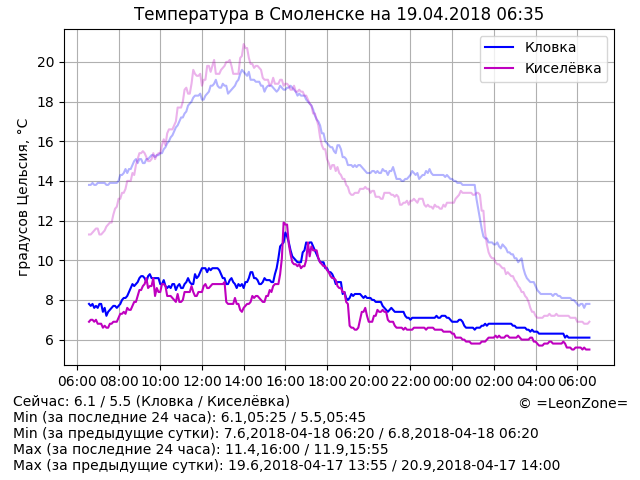 Температура в Смоленске на 19.04.2018 06:35
Кловка
Киселёвка
градусов Цельсия, °C
20
18
16
14
12
10
8
6
06:00 08:00 10:00 12:00 14:00 16:00 18:00 20:00 22:00 00:00 02:00 04:00 06:00
Сейчас: 6.1 / 5.5 (Кловка / Киселёвка)
© =LeonZone=
Min (за последние 24 часа): 6.1,05:25 / 5.5,05:45
Min (за предыдущие сутки): 7.6,2018-04-18 06:20 / 6.8,2018-04-18 06:20
Max (за последние 24 часа): 11.4,16:00 / 11.9,15:55
Max (за предыдущие сутки): 19.6,2018-04-17 13:55 / 20.9,2018-04-17 14:00